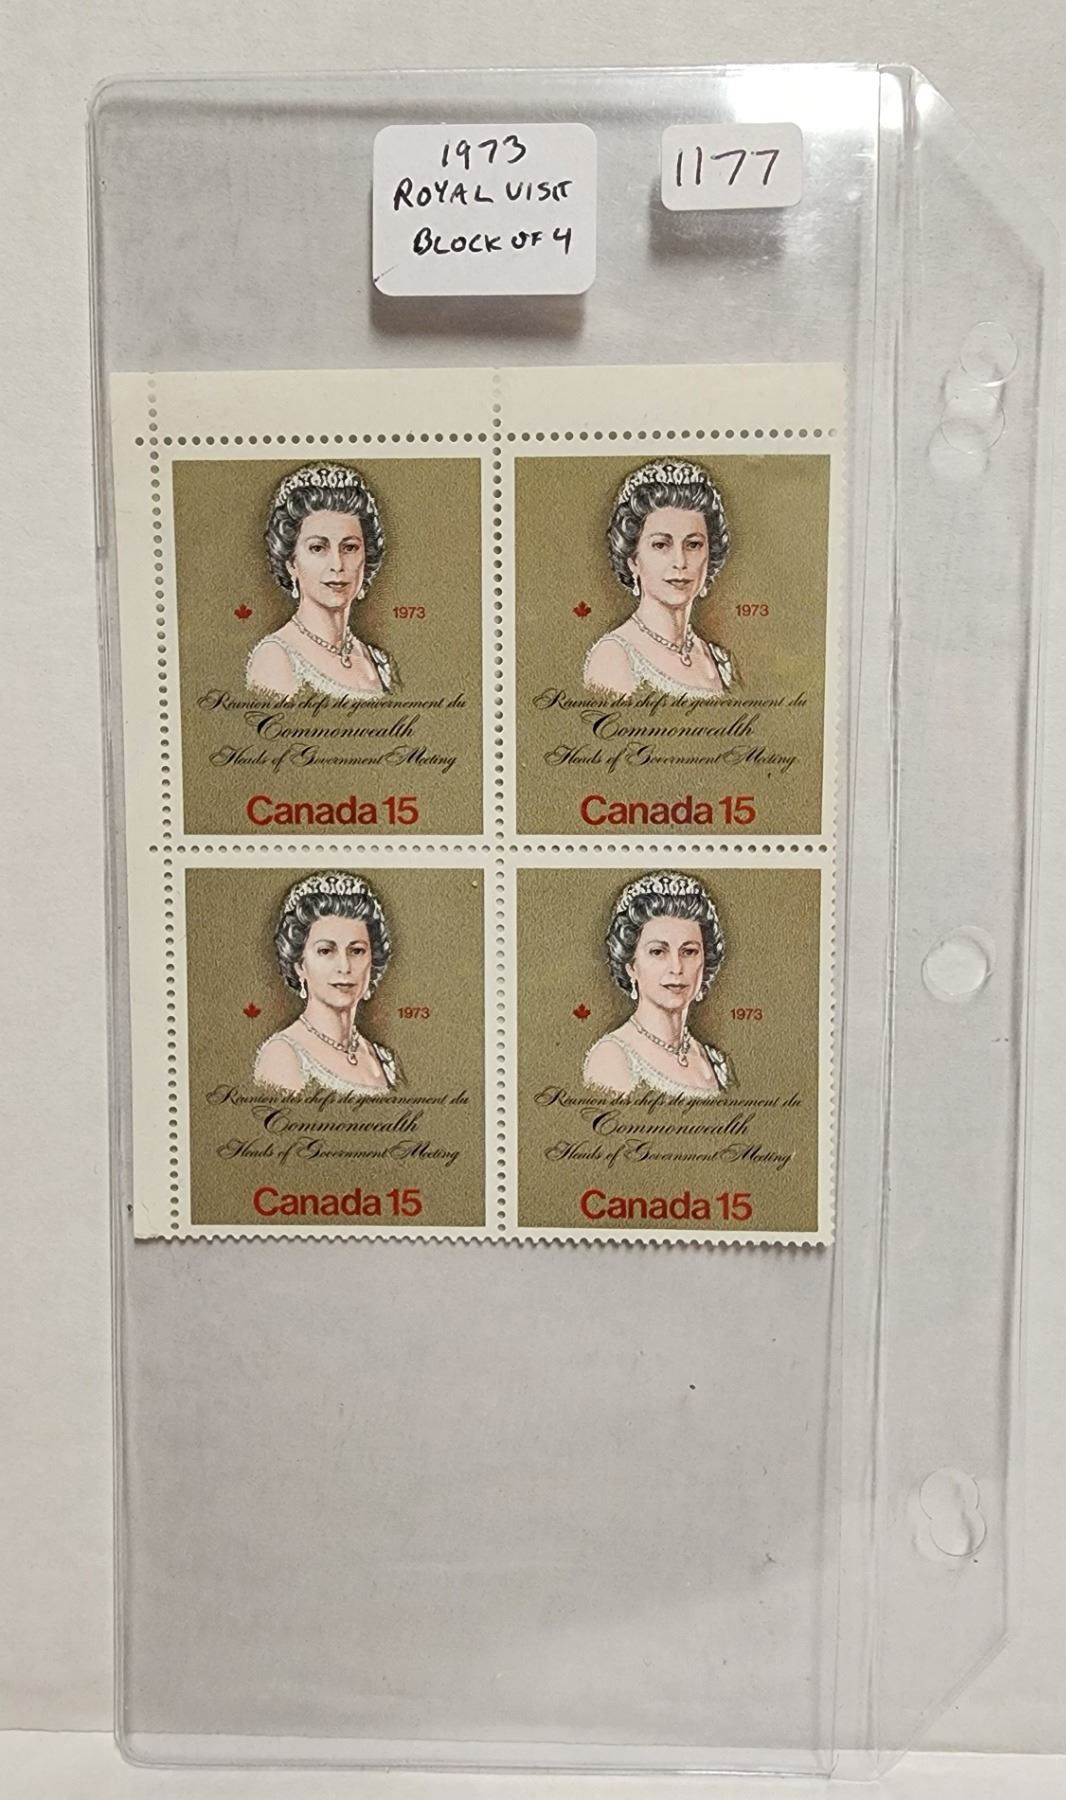 1973
ROYAL VISIT
BLOCK OF 4
1177
1973
Réunion des chefs de gouvernement du
Commonwealth
Heads of Government Meeting
Canada 15
1973
Réunion des chefs de gouvernement du
Commonwealth
Heads of Government Meeting
Canada 15
1973
Réunion des chefs de gouvernement du
Commonwealth
Heads of Government Meeting
Canada 15
1973
Réunion des chefs de gouvernement du
Commonwealth
Heads of Government Meeting
Canada 15